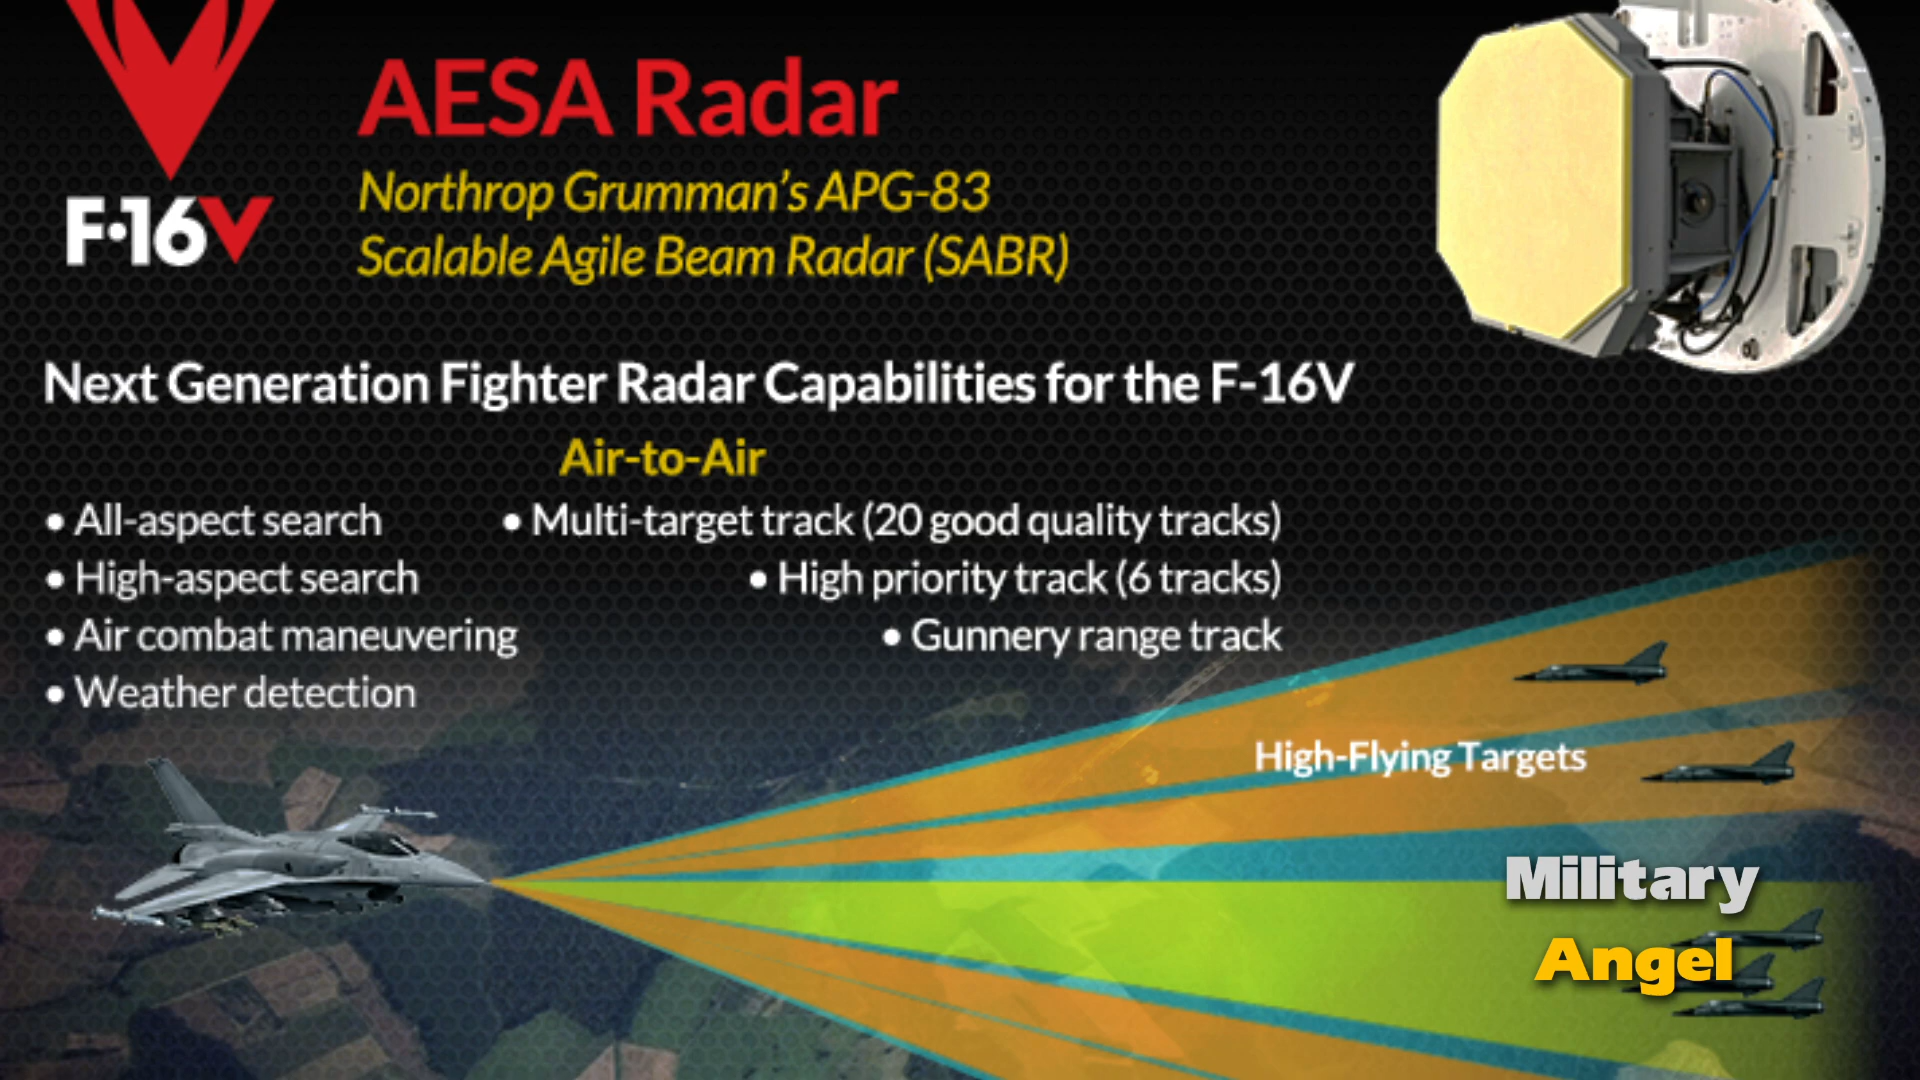 F·16V
AESA Radar
Northrop Grumman's APG-83
Scalable Agile Beam Radar (SABR)
Next Generation Fighter Radar Capabilities for the F-16V
Air-to-Air
• All-aspect search
• High-aspect search
• Air combat maneuvering
• Weather detection
• Multi-target track (20 good quality tracks)
• High priority track (6 tracks)
• Gunnery range track
High-Flying Targets
Military
Angel